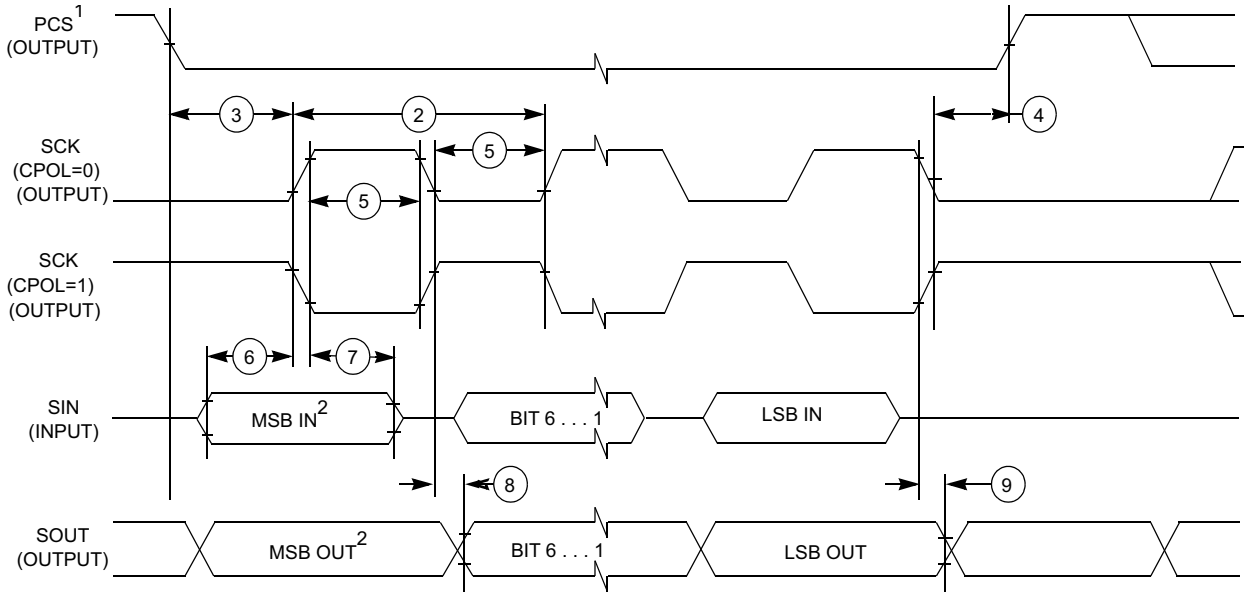 PCS1
(OUTPUT)
3
2
4
SCK
(CPOL=0)
(OUTPUT)
5
5
SCK
(CPOL=1)
(OUTPUT)
6
7
SIN
(INPUT)
MSB IN2
BIT 6 . . . 1
LSB IN
8
9
SOUT
(OUTPUT)
MSB OUT2
BIT 6 . . . 1
LSB OUT